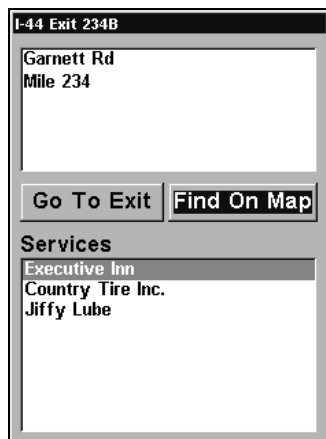 I-44 Exit 234B
Garnett Rd
Mile 234
Go To Exit Find On Map
Services
Executive Inn
Country Tire Inc.
Jiffy Lube